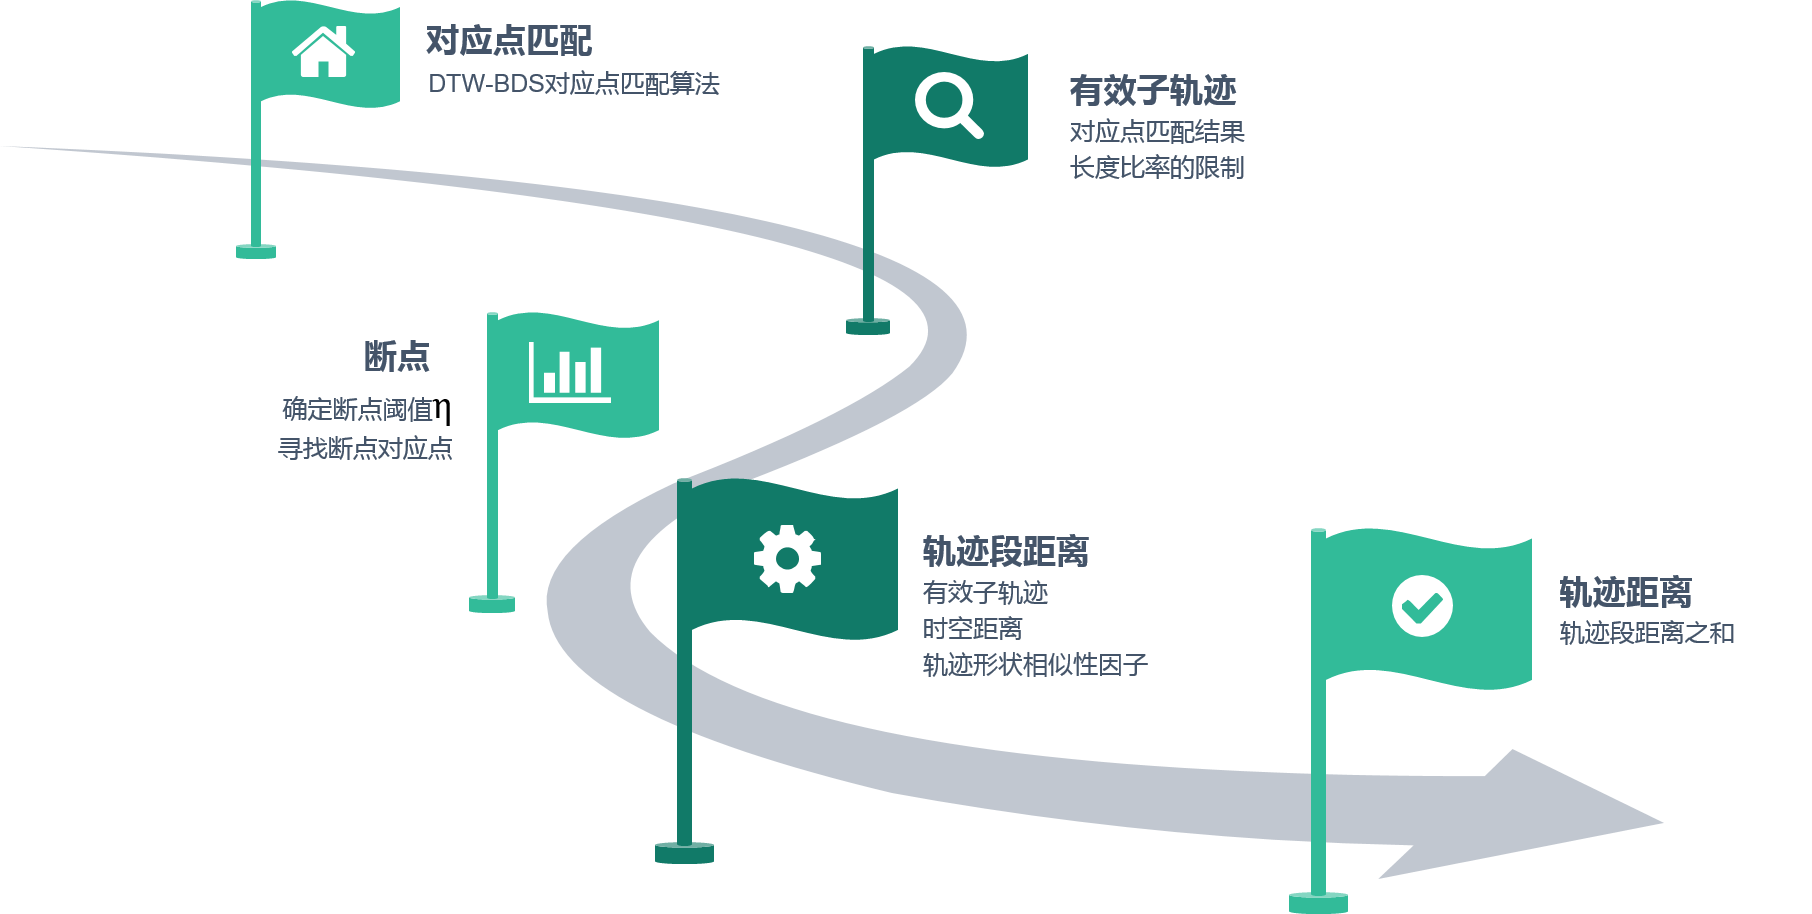 对应点匹配
DTW-BDS对应点匹配算法
有效子轨迹
对应点匹配结果
长度比率的限制
断点
确定断点阈值η
寻找断点对应点
轨迹段距离
有效子轨迹
时空距离
轨迹形状相似性因子
轨迹距离
轨迹段距离之和